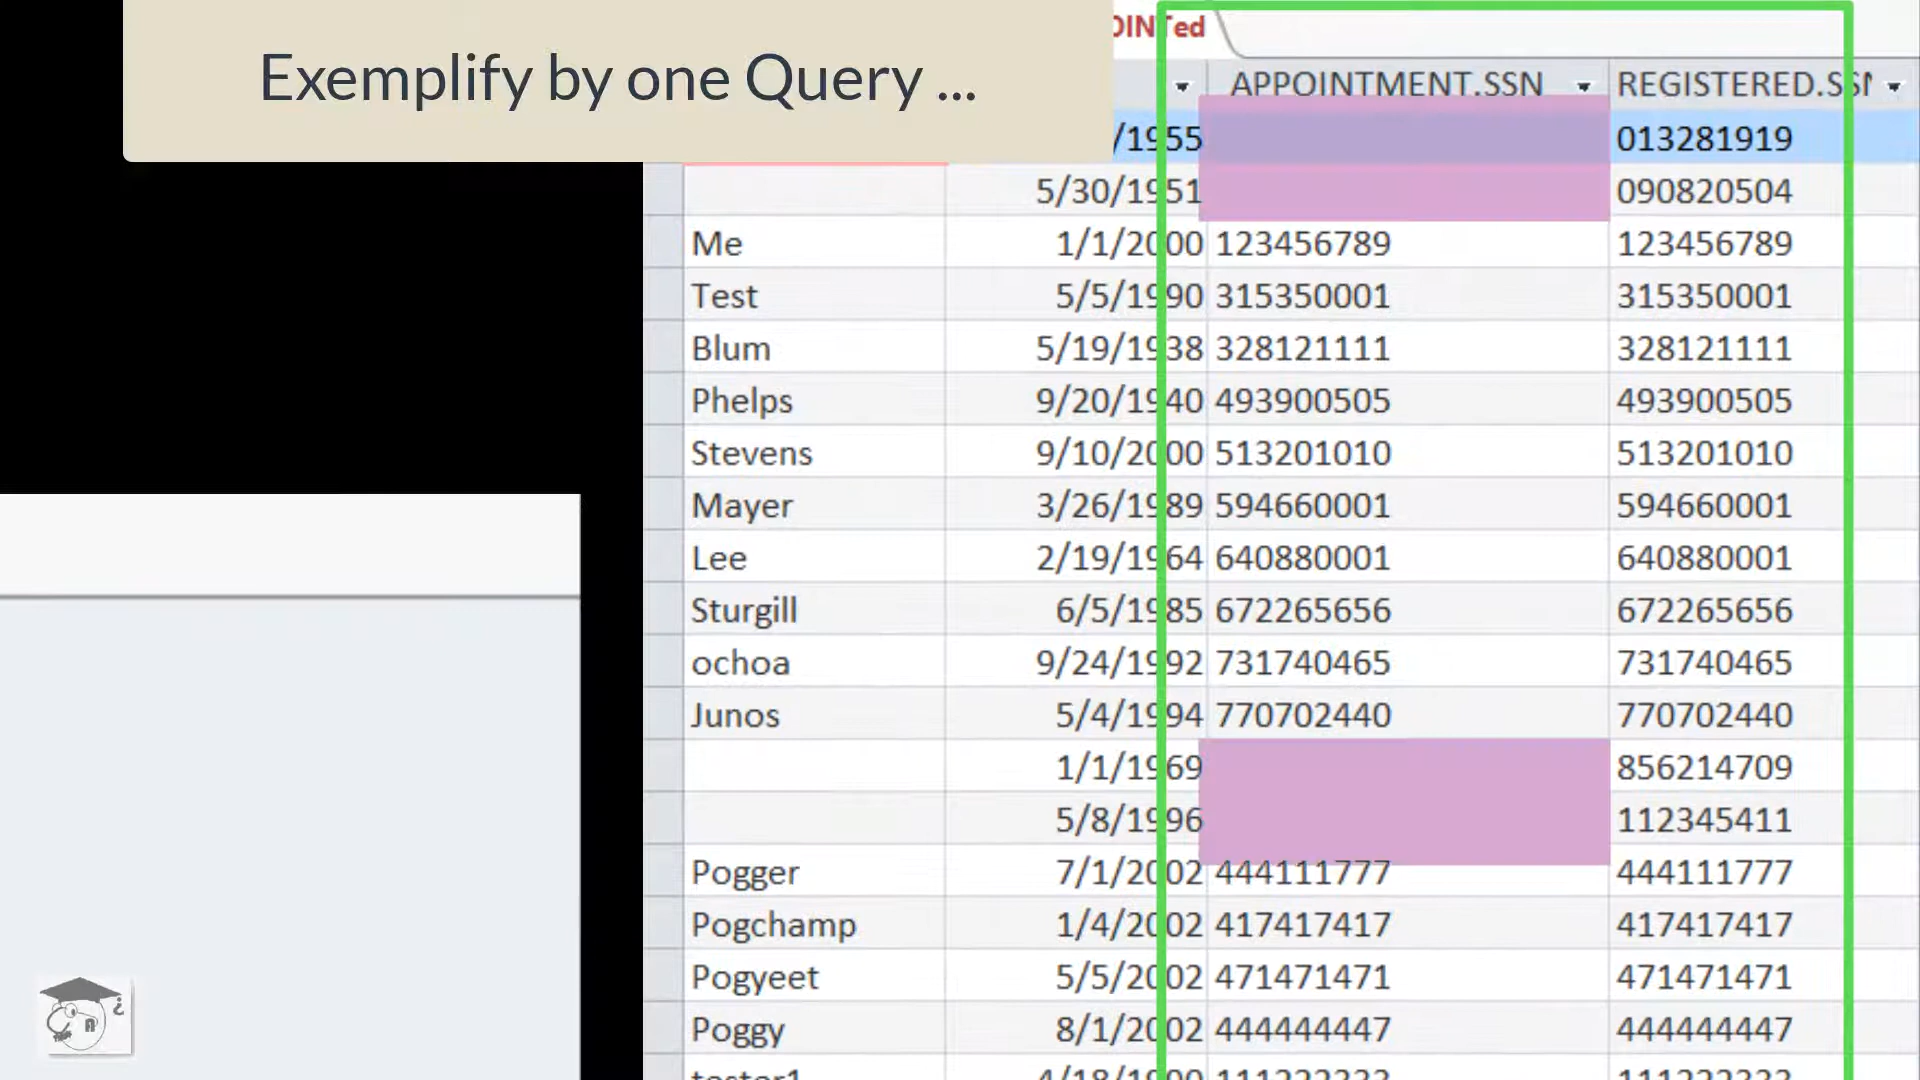 Exemplify by one Query ...
OINTed
APPOINTMENT.SSN REGISTERED.SSN
/1955 013281919
5/30/1951 090820504
Me 1/1/2000 123456789 123456789
Test 5/5/1990 315350001 315350001
Blum 5/19/1938 328121111 328121111
Phelps 9/20/1940 493900505 493900505
Stevens 9/10/2000 513201010 513201010
Mayer 3/26/1989 594660001 594660001
Lee 2/19/1964 640880001 640880001
Sturgill 6/5/1985 672265656 672265656
ochoa 9/24/1992 731740465 731740465
Junos 5/4/1994 770702440 770702440
1/1/1969 856214709
5/8/1996 112345411
Pogger 7/1/2002 444111777 444111777
Pogchamp 1/4/2002 417417417 417417417
Pogyeet 5/5/2002 471471471 471471471
Poggy 8/1/2002 444444447 444444447